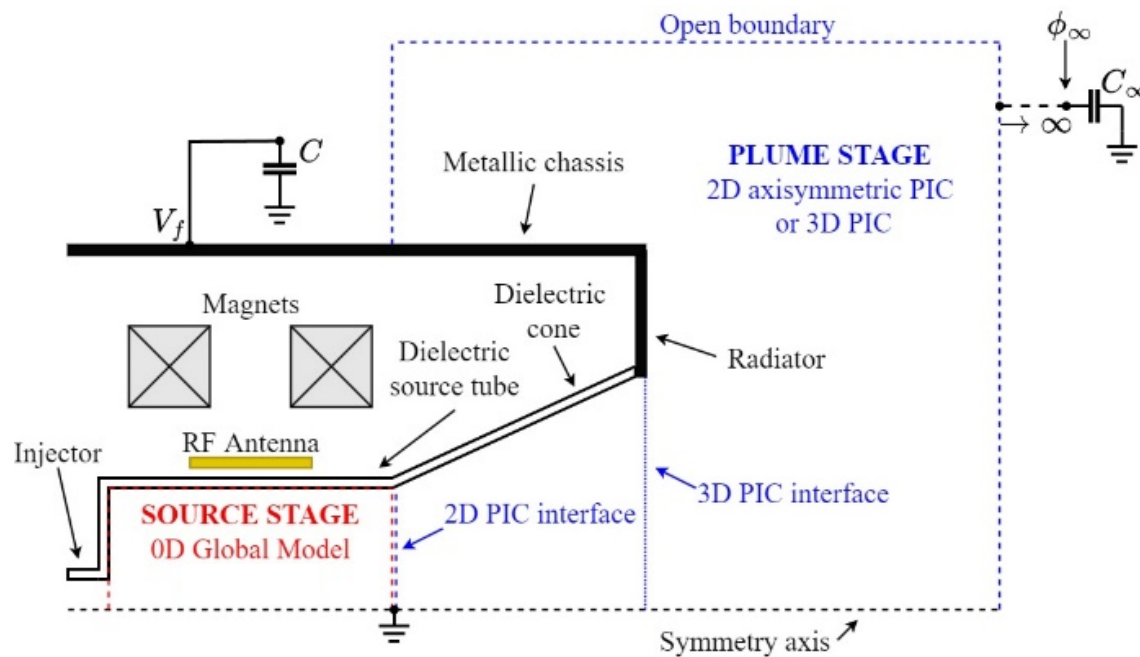 Open boundary
ϕ∞
C∞
→ ∞
PLUME STAGE
2D axisymmetric PIC
or 3D PIC
C
Metallic chassis
V_f
Magnets
Dielectric
cone
Dielectric
source tube
Radiator
RF Antenna
Injector
SOURCE STAGE
0D Global Model
2D PIC interface
3D PIC interface
Symmetry axis